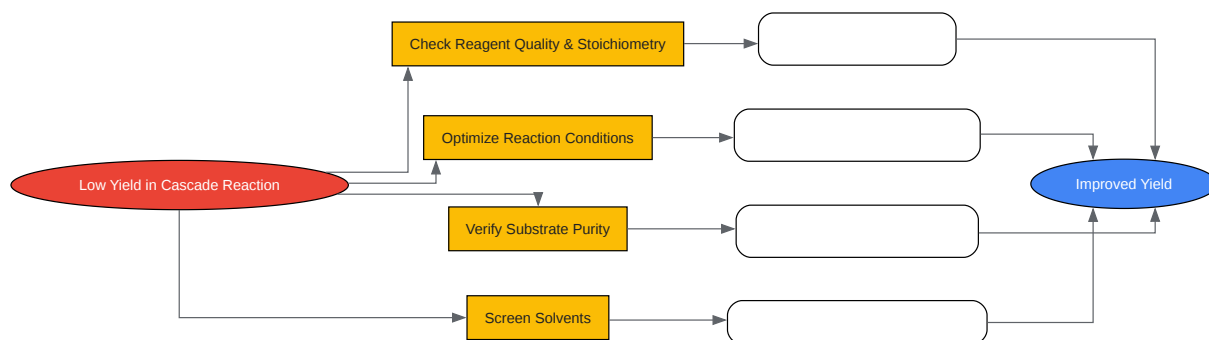 Check Reagent Quality & Stoichiometry
Optimize Reaction Conditions
Low Yield in Cascade Reaction
Improved Yield
Verify Substrate Purity
Screen Solvents